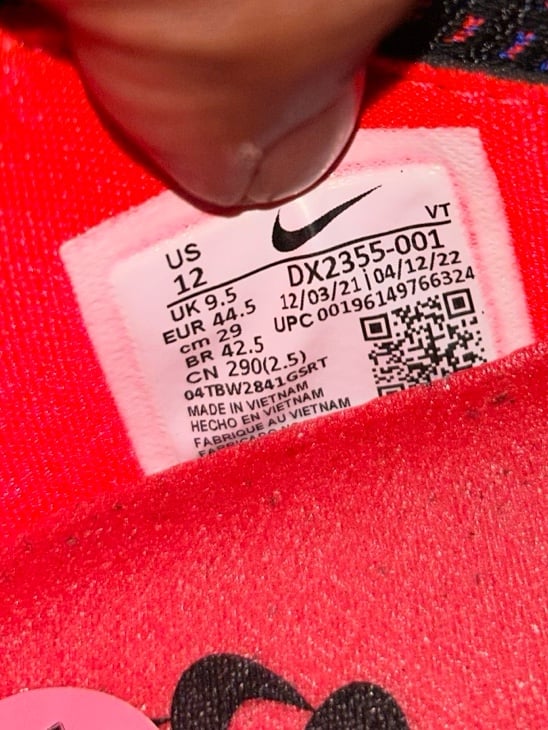 US
12
UK 9.5
EUR 44.5
cm 29
BR 42.5
CN 290(2.5)
04TBW2841GSRT
MADE IN VIETNAM
HECHO EN VIETNAM
FABRIQUE AU VIETNAM
VT
DX2355-001
12/03/21|04/12/22
UPC 00196149766324